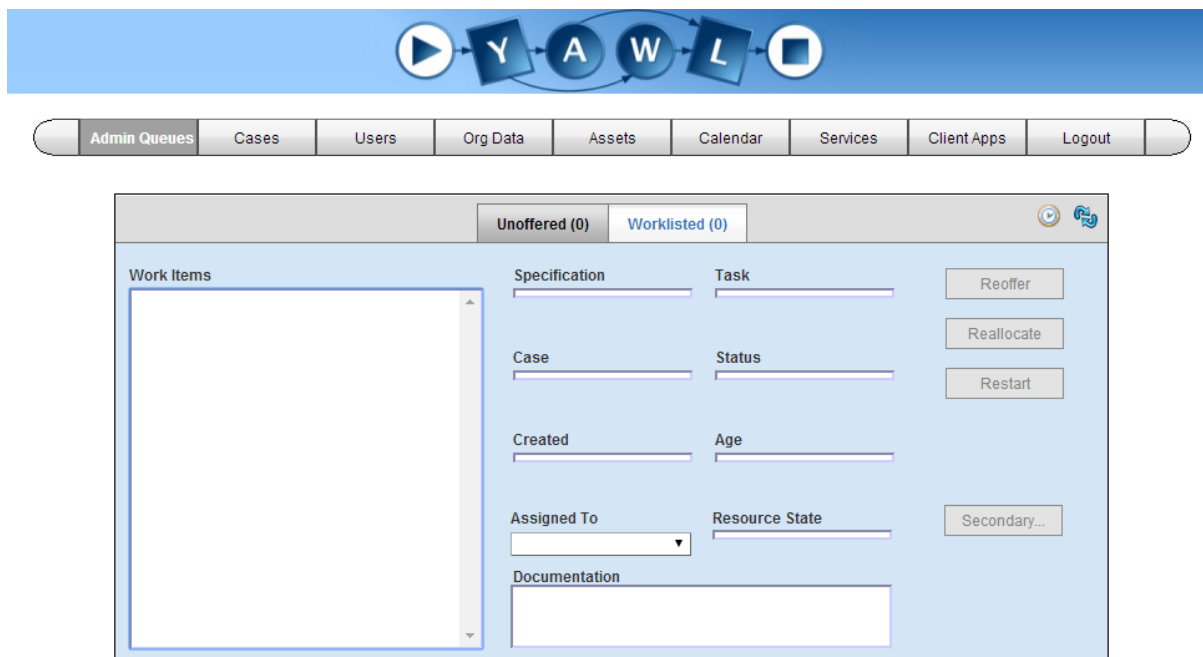 Y A W L
Admin Queues Cases Users Org Data Assets Calendar Services Client Apps Logout
Unoffered (0) Worklisted (0)
Work Items Specification Task Reoffer
Reallocate
Case Status
Restart
Created Age
Assigned To Resource State Secondary...
Documentation